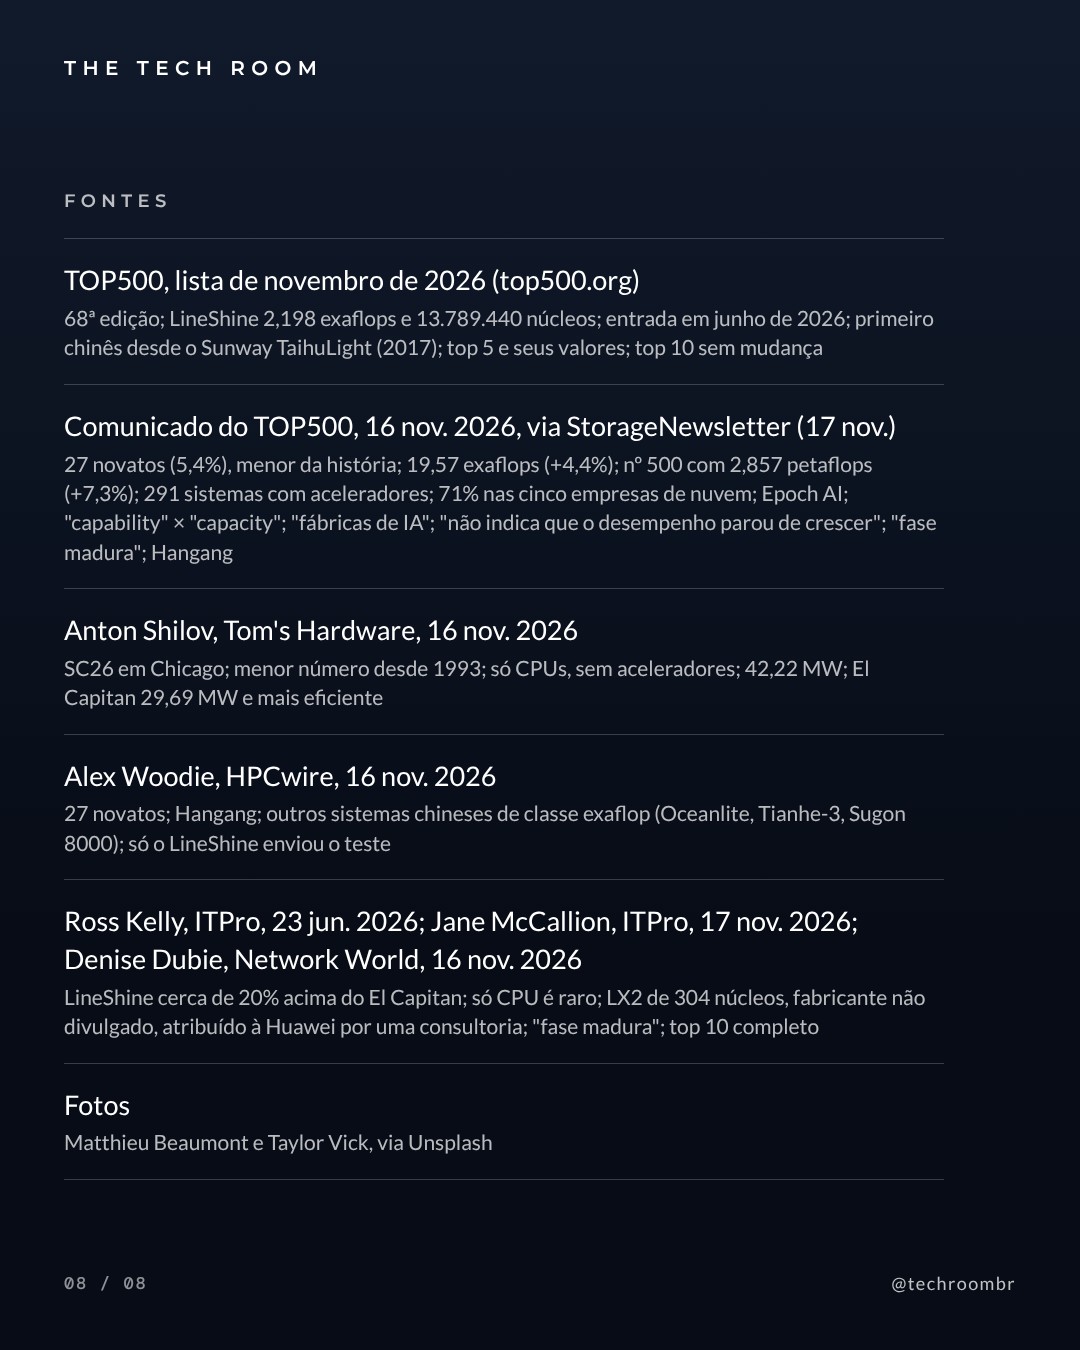 THE TECH ROOM
FONTES
TOP500, lista de novembro de 2026 (top500.org)
68ª edição; LineShine 2,198 exaflops e 13.789.440 núcleos; entrada em junho de 2026; primeiro
chinês desde o Sunway TaihuLight (2017); top 5 e seus valores; top 10 sem mudança
Comunicado do TOP500, 16 nov. 2026, via StorageNewsletter (17 nov.)
27 novatos (5,4%), menor da história; 19,57 exaflops (+4,4%); nº 500 com 2,857 petaflops
(+7,3%); 291 sistemas com aceleradores; 71% nas cinco empresas de nuvem; Epoch AI;
"capability" × "capacity"; "fábricas de IA"; "não indica que o desempenho parou de crescer"; "fase
madura"; Hangang
Anton Shilov, Tom's Hardware, 16 nov. 2026
SC26 em Chicago; menor número desde 1993; só CPUs, sem aceleradores; 42,22 MW; El
Capitan 29,69 MW e mais eficiente
Alex Woodie, HPCwire, 16 nov. 2026
27 novatos; Hangang; outros sistemas chineses de classe exaflop (Oceanlite, Tianhe-3, Sugon
8000); só o LineShine enviou o teste
Ross Kelly, ITPro, 23 jun. 2026; Jane McCallion, ITPro, 17 nov. 2026;
Denise Dubie, Network World, 16 nov. 2026
LineShine cerca de 20% acima do El Capitan; só CPU é raro; LX2 de 304 núcleos, fabricante não
divulgado, atribuído à Huawei por uma consultoria; "fase madura"; top 10 completo
Fotos
Matthieu Beaumont e Taylor Vick, via Unsplash
08 / 08
@techroombr